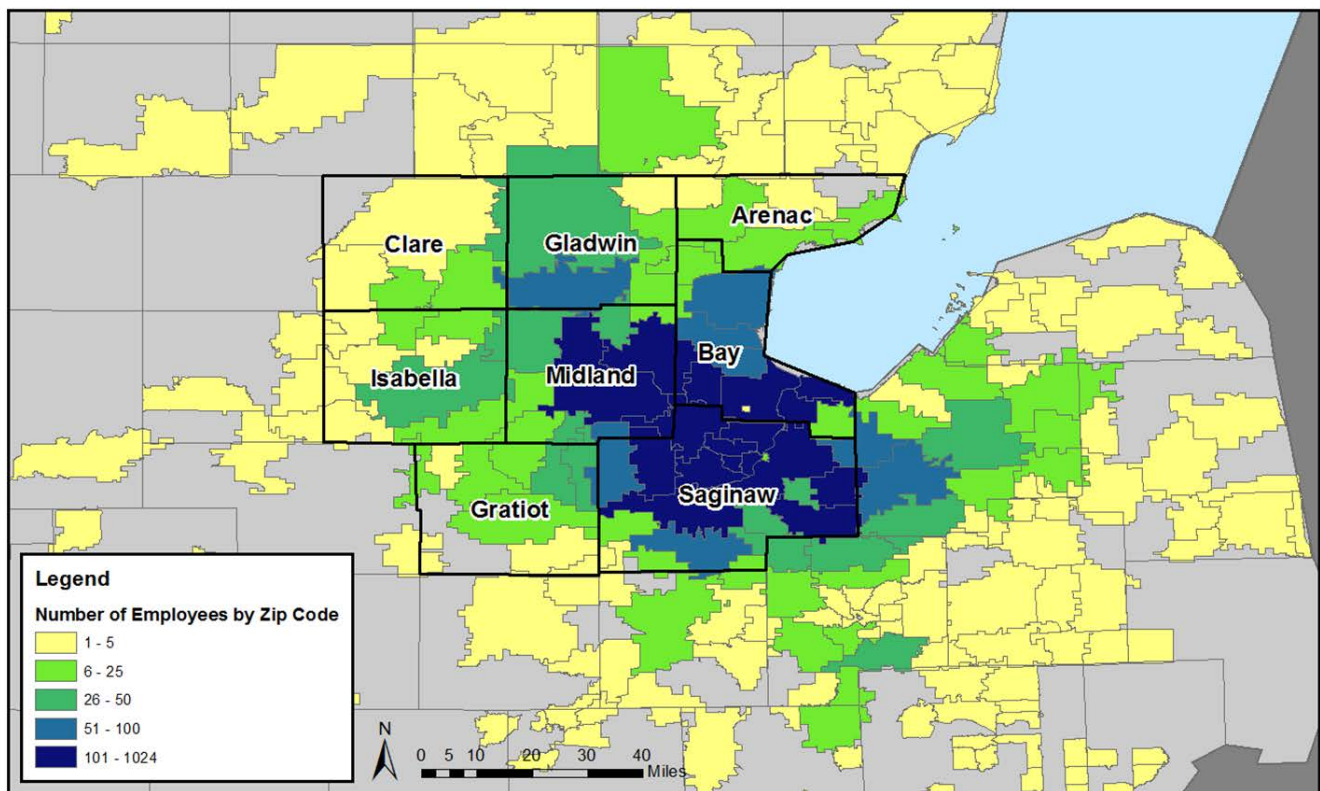 Arenac
Clare
Gladwin
Bay
Isabella
Midland
Saginaw
Gratiot
Legend
Number of Employees by Zip Code
1 - 5
6 - 25
26 - 50
51 - 100
101 - 1024
N
0 5 10 20 30 40
Miles